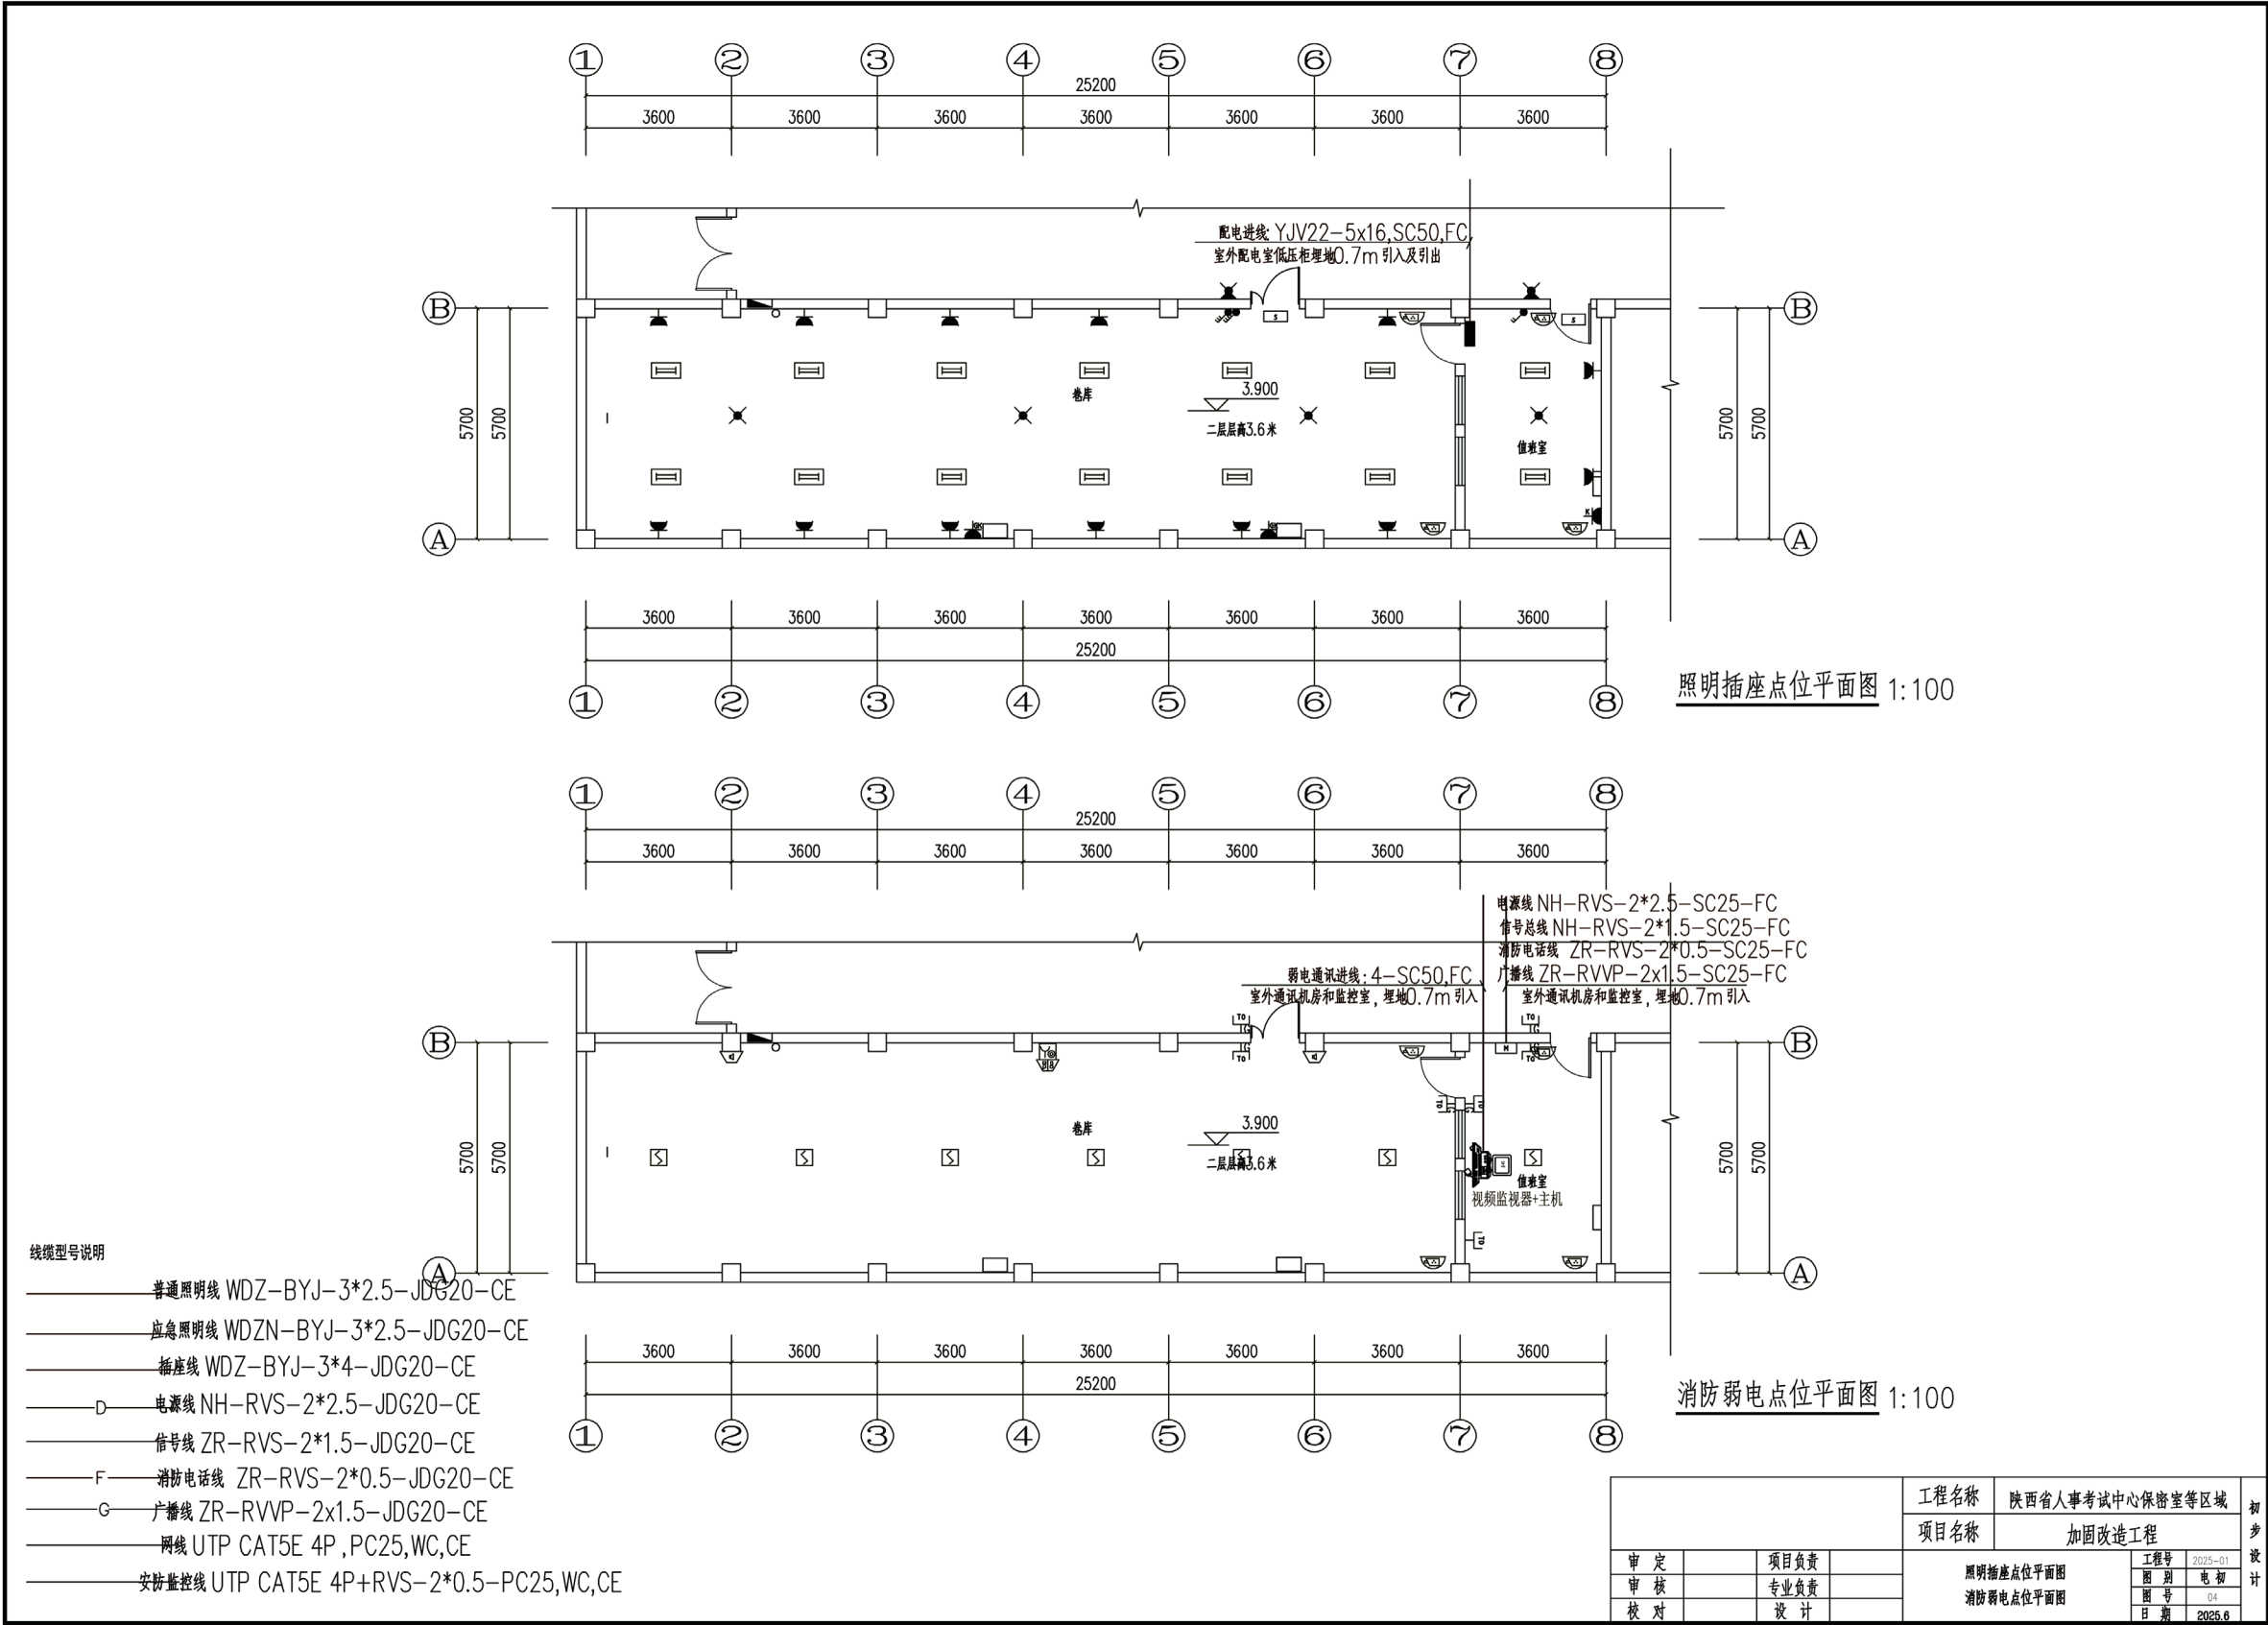 ① ② ③ ④ ⑤ ⑥ ⑦ ⑧
25200
3600 3600 3600 3600 3600 3600 3600
配电进线: YJV22-5x16,SC50,FC
室外配电室低压柜埋地0.7m引入及引出
B B
S S
5700 5700 5700 5700
卷库
3.900
二层层高3.6米
值班室
K
A A
3600 3600 3600 3600 3600 3600 3600
25200
照明插座点位平面图 1:100
① ② ③ ④ ⑤ ⑥ ⑦ ⑧
① ② ③ ④ ⑤ ⑥ ⑦ ⑧
25200
3600 3600 3600 3600 3600 3600 3600
电源线 NH-RVS-2*2.5-SC25-FC
信号总线 NH-RVS-2*1.5-SC25-FC
消防电话线 ZR-RVS-2*0.5-SC25-FC
广播线 ZR-RVVP-2x1.5-SC25-FC
室外通讯机房和监控室，埋地0.7m引入
弱电通讯进线: 4-SC50,FC
室外通讯机房和监控室，埋地0.7m引入
TO TO
B B
TO M TO
TO TO
5700 5700 5700 5700
卷库
3.900
二层层高3.6米
值班室
视频监视器+主机
TO
A A
3600 3600 3600 3600 3600 3600 3600
25200
消防弱电点位平面图 1:100
① ② ③ ④ ⑤ ⑥ ⑦ ⑧
线缆型号说明
普通照明线 WDZ-BYJ-3*2.5-JDG20-CE
应急照明线 WDZN-BYJ-3*2.5-JDG20-CE
插座线 WDZ-BYJ-3*4-JDG20-CE
D 电源线 NH-RVS-2*2.5-JDG20-CE
信号线 ZR-RVS-2*1.5-JDG20-CE
F 消防电话线 ZR-RVS-2*0.5-JDG20-CE
G 广播线 ZR-RVVP-2x1.5-JDG20-CE
网线 UTP CAT5E 4P,PC25,WC,CE
安防监控线 UTP CAT5E 4P+RVS-2*0.5-PC25,WC,CE
工程名称 陕西省人事考试中心保密室等区域
项目名称 加固改造工程
初步设计
审 定 项目负责
审 核 专业负责
校 对 设 计
照明插座点位平面图
消防弱电点位平面图
工程号 2025-01
图 别 电 初
图 号 04
日 期 2025.6